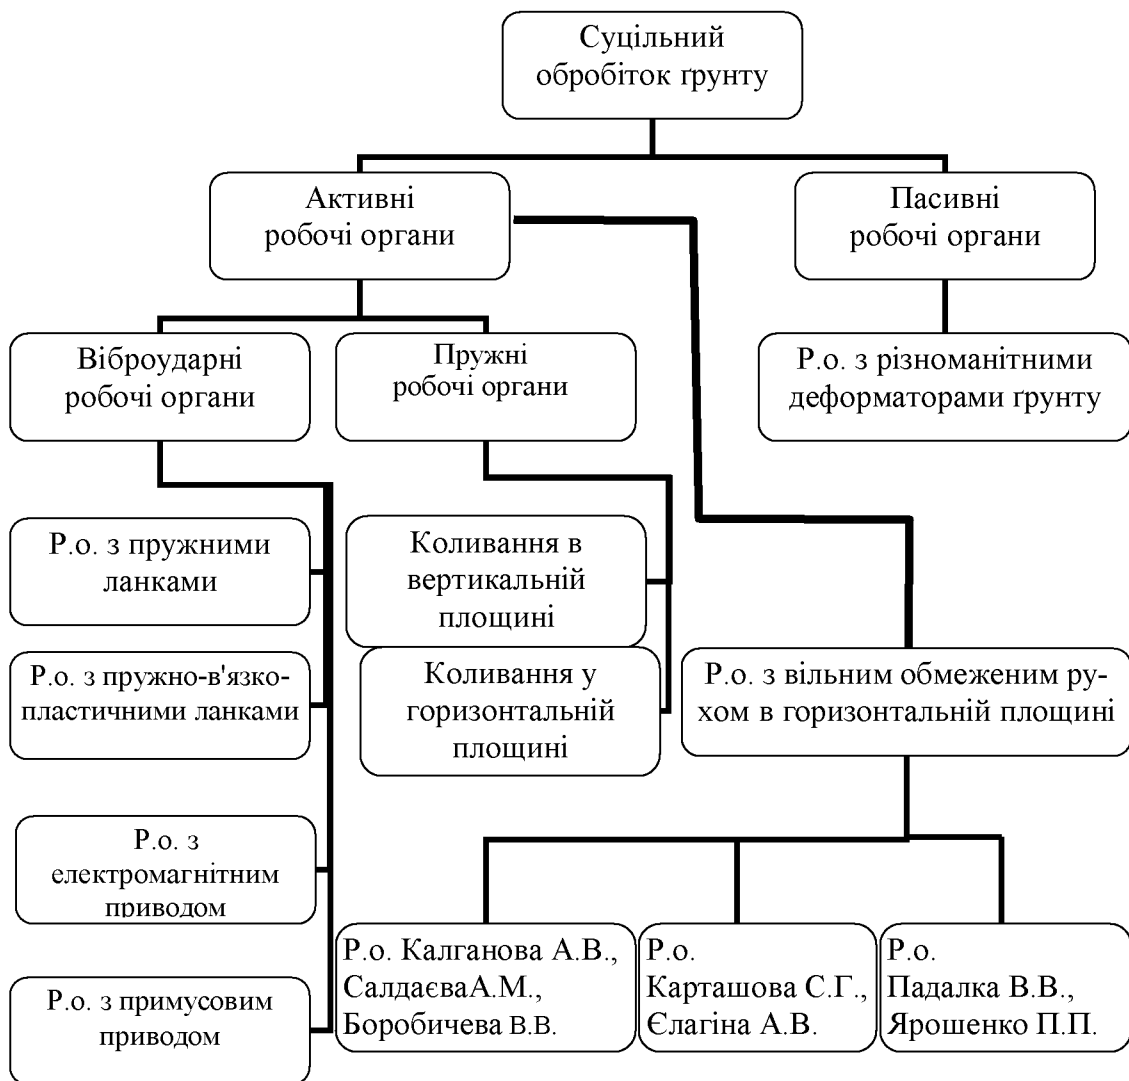 Суцільний
обробіток ґрунту
Активні
робочі органи
Пасивні
робочі органи
Віброударні
робочі органи
Пружні
робочі органи
Р.о. з різноманітними
деформаторами ґрунту
Р.о. з пружними
ланками
Коливання в
вертикальній
площині
Р.о. з пружно-в'язко-
пластичними ланками
Коливання у
горизонтальній
площині
Р.о. з вільним обмеженим ру-
хом в горизонтальній площині
Р.о. з
електромагнітним
приводом
Р.о. з примусовим
приводом
Р.о. Калганова А.В.,
СалдаєваА.М.,
Боробичева В.В.
Р.о.
Карташова С.Г.,
Єлагіна А.В.
Р.о.
Падалка В.В.,
Ярошенко П.П.